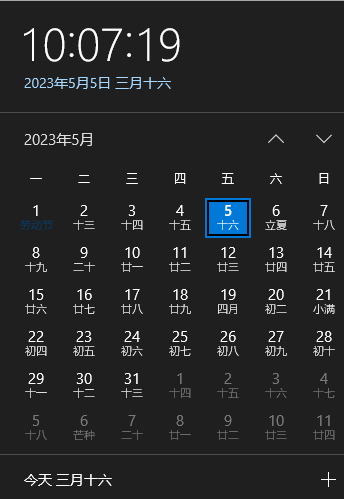 10:07:19
2023年5月5日 三月十六
2023年5月
一 二 三 四 五 六 日
1 2 3 4 5 6 7
劳动节 十三 十四 十五 十六 立夏 十八
8 9 10 11 12 13 14
十九 二十 廿一 廿二 廿三 廿四 廿五
15 16 17 18 19 20 21
廿六 廿七 廿八 廿九 四月 初二 小满
22 23 24 25 26 27 28
初四 初五 初六 初七 初八 初九 初十
29 30 31 1 2 3 4
十一 十二 十三 十四 十五 十六 十七
5 6 7 8 9 10 11
十八 芒种 二十 廿一 廿二 廿三 廿四
今天 三月十六